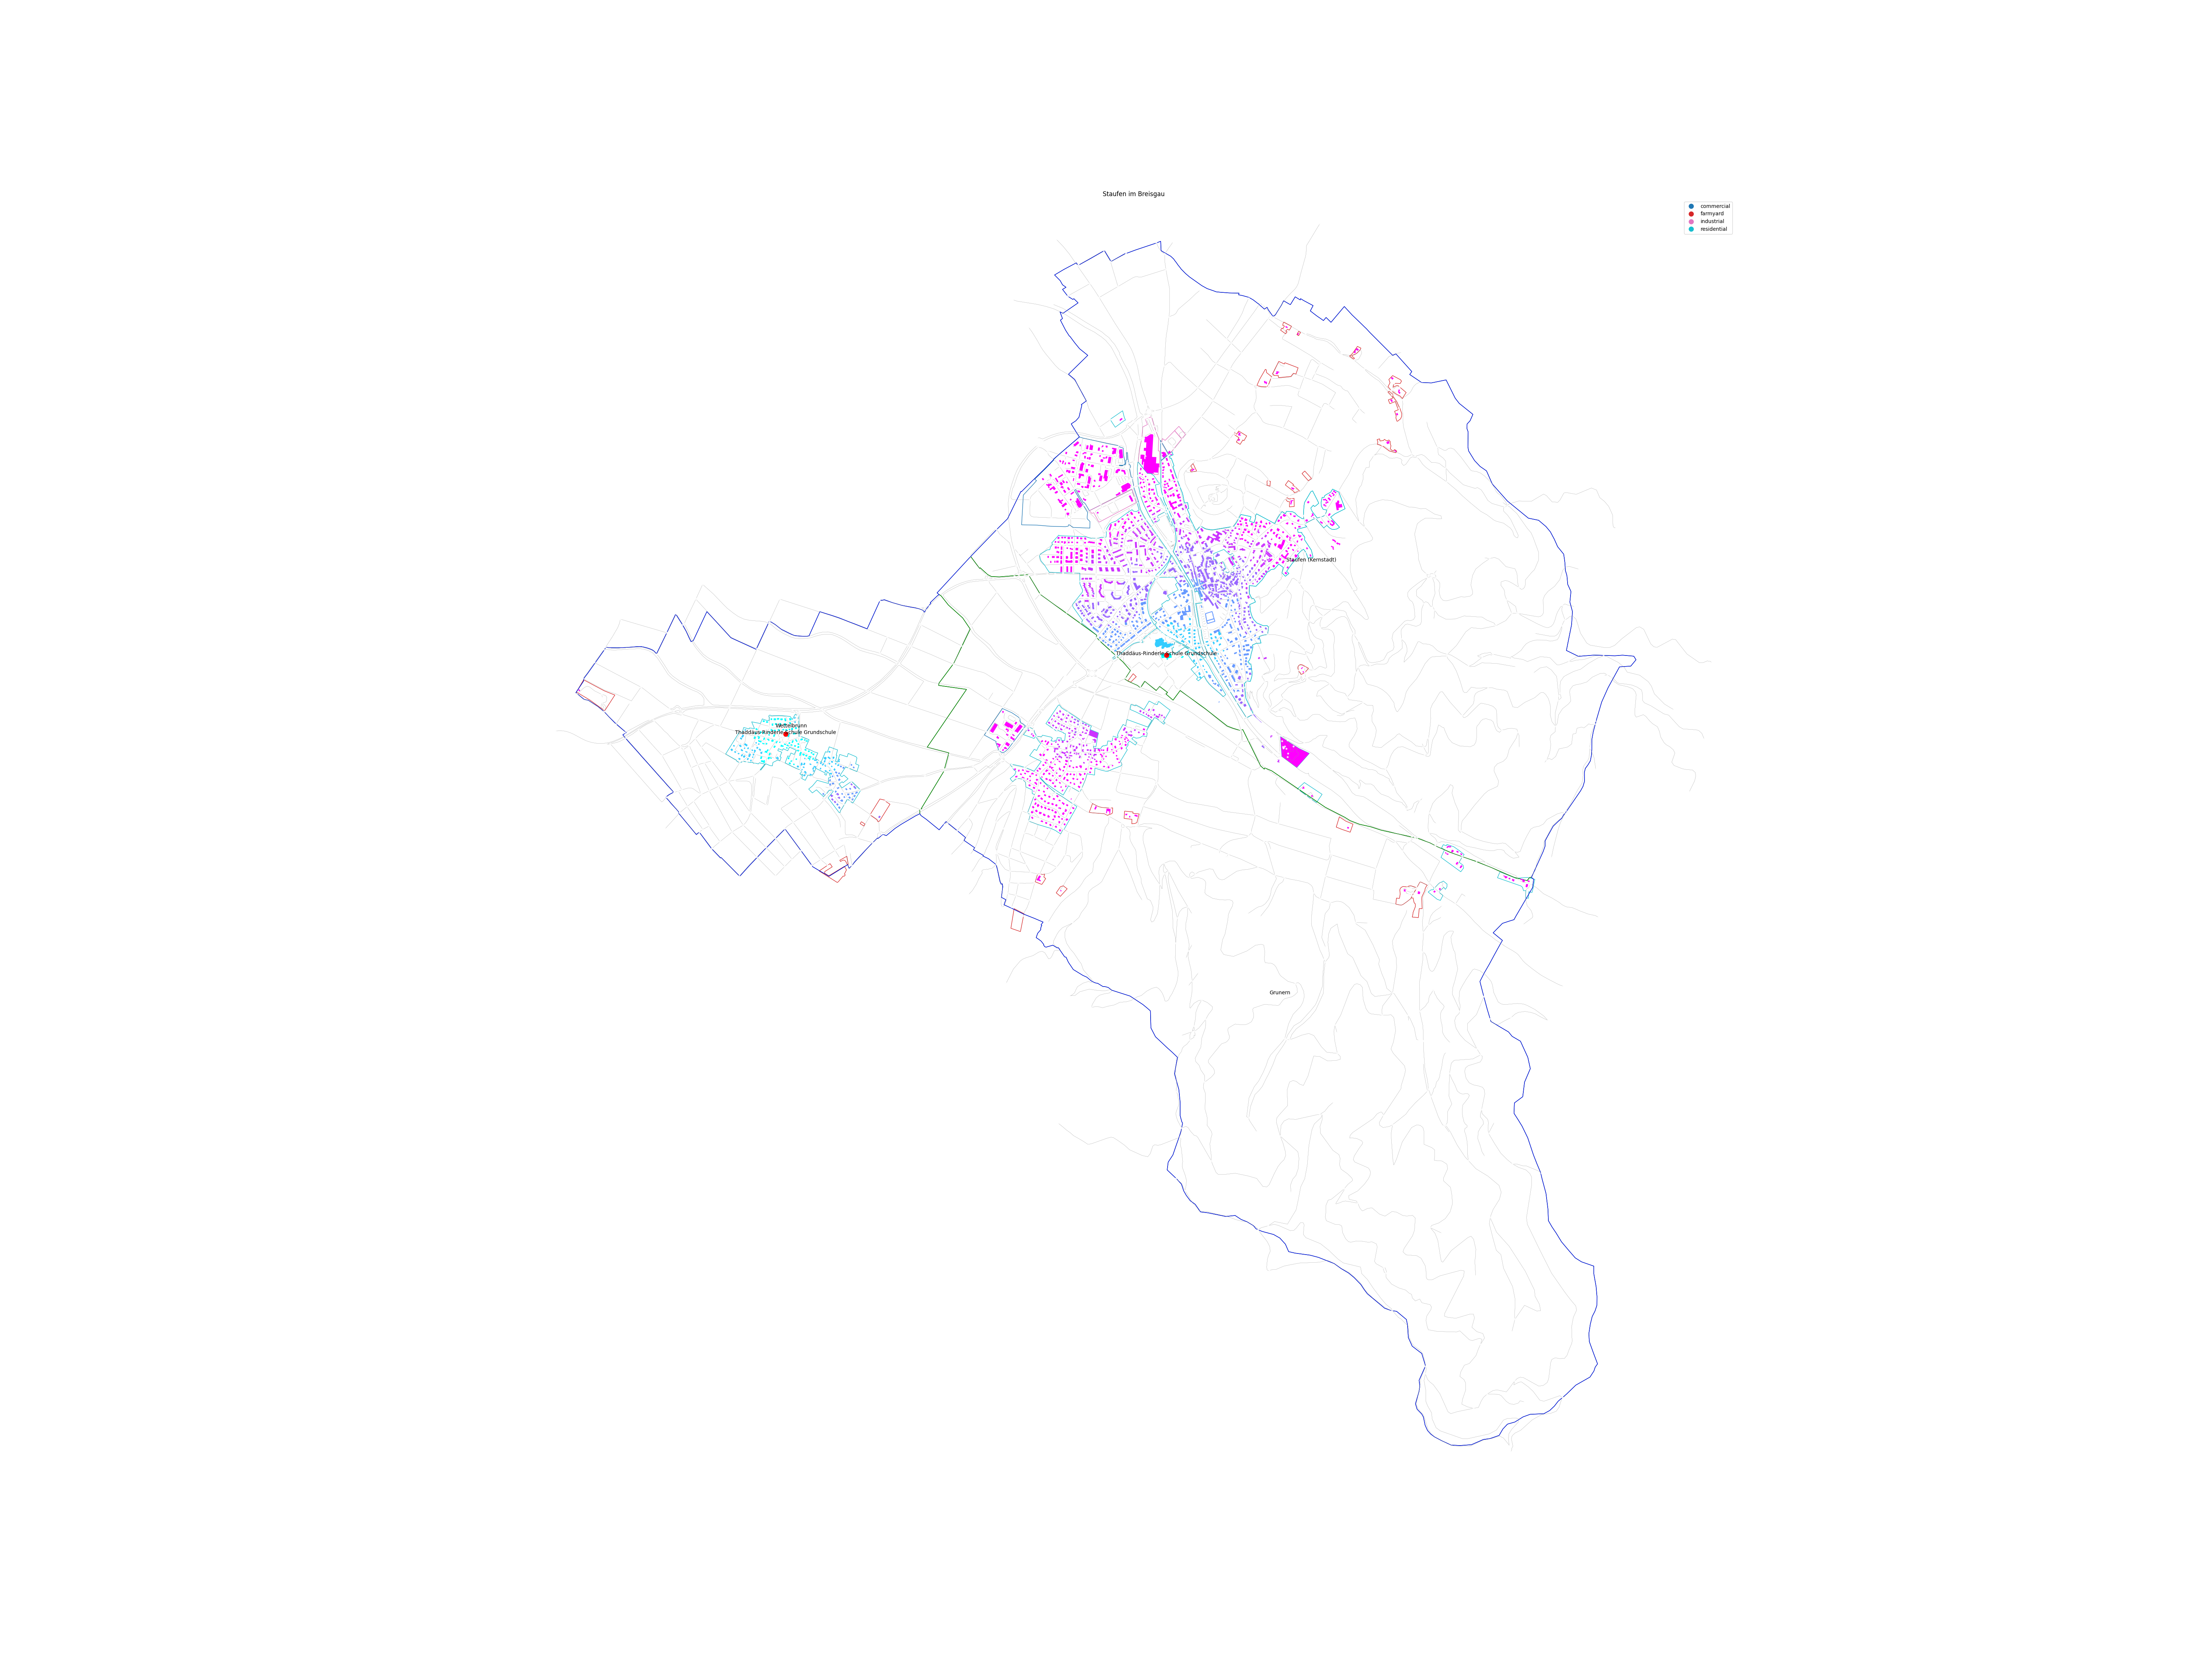 Staufen im Breisgau
commercial
farmyard
industrial
residential
Staufen (Kernstadt)
Thaddäus-Rinderle-Schule Grundschule
Wettelbrunn
Thaddäus-Rinderle-Schule Grundschule
Grunern